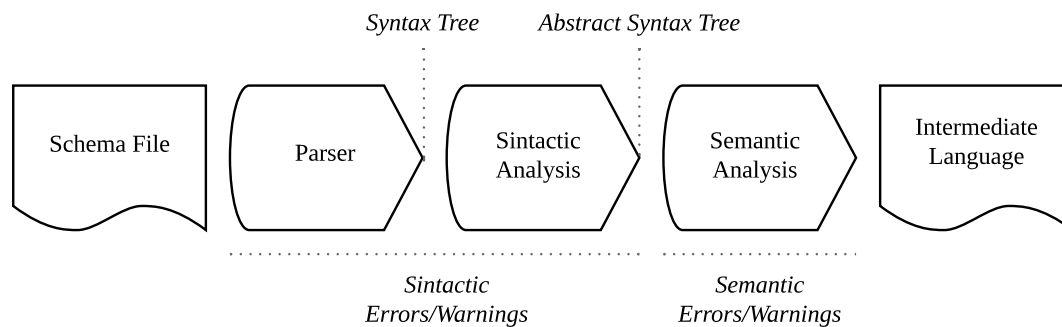 Syntax Tree
Abstract Syntax Tree
Schema File
Parser
Sintactic
Analysis
Semantic
Analysis
Intermediate
Language
Sintactic
Errors/Warnings
Semantic
Errors/Warnings